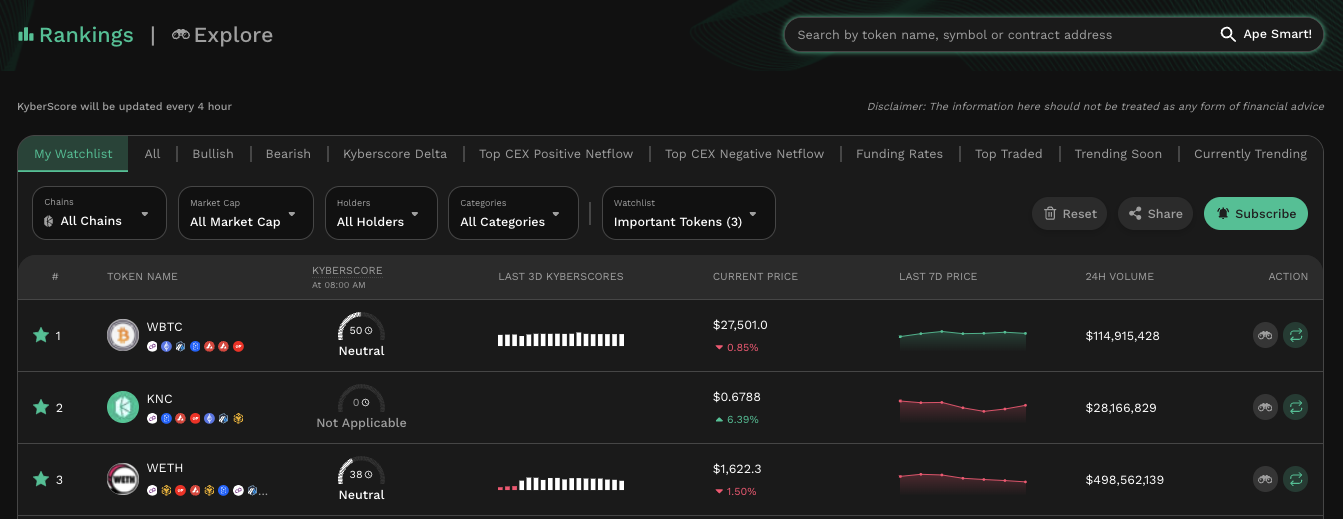 Rankings | Explore
Search by token name, symbol or contract address
Ape Smart!
KyberScore will be updated every 4 hour
Disclaimer: The information here should not be treated as any form of financial advice
My Watchlist All | Bullish | Bearish | Kyberscore Delta | Top CEX Positive Netflow | Top CEX Negative Netflow | Funding Rates | Top Traded | Trending Soon | Currently Trending
Chains Market Cap Holders Categories Watchlist
All Chains All Market Cap All Holders All Categories Important Tokens (3)
Reset Share Subscribe
# TOKEN NAME KYBERSCORE LAST 3D KYBERSCORES CURRENT PRICE LAST 7D PRICE 24H VOLUME ACTION
At 08:00 AM
1 WBTC 50 $27,501.0 $114,915,428
Neutral 0.85%
2 KNC 0 $0.6788 $28,166,829
Not Applicable 6.39%
3 WETH 38 $1,622.3 $498,562,139
... Neutral 1.50%